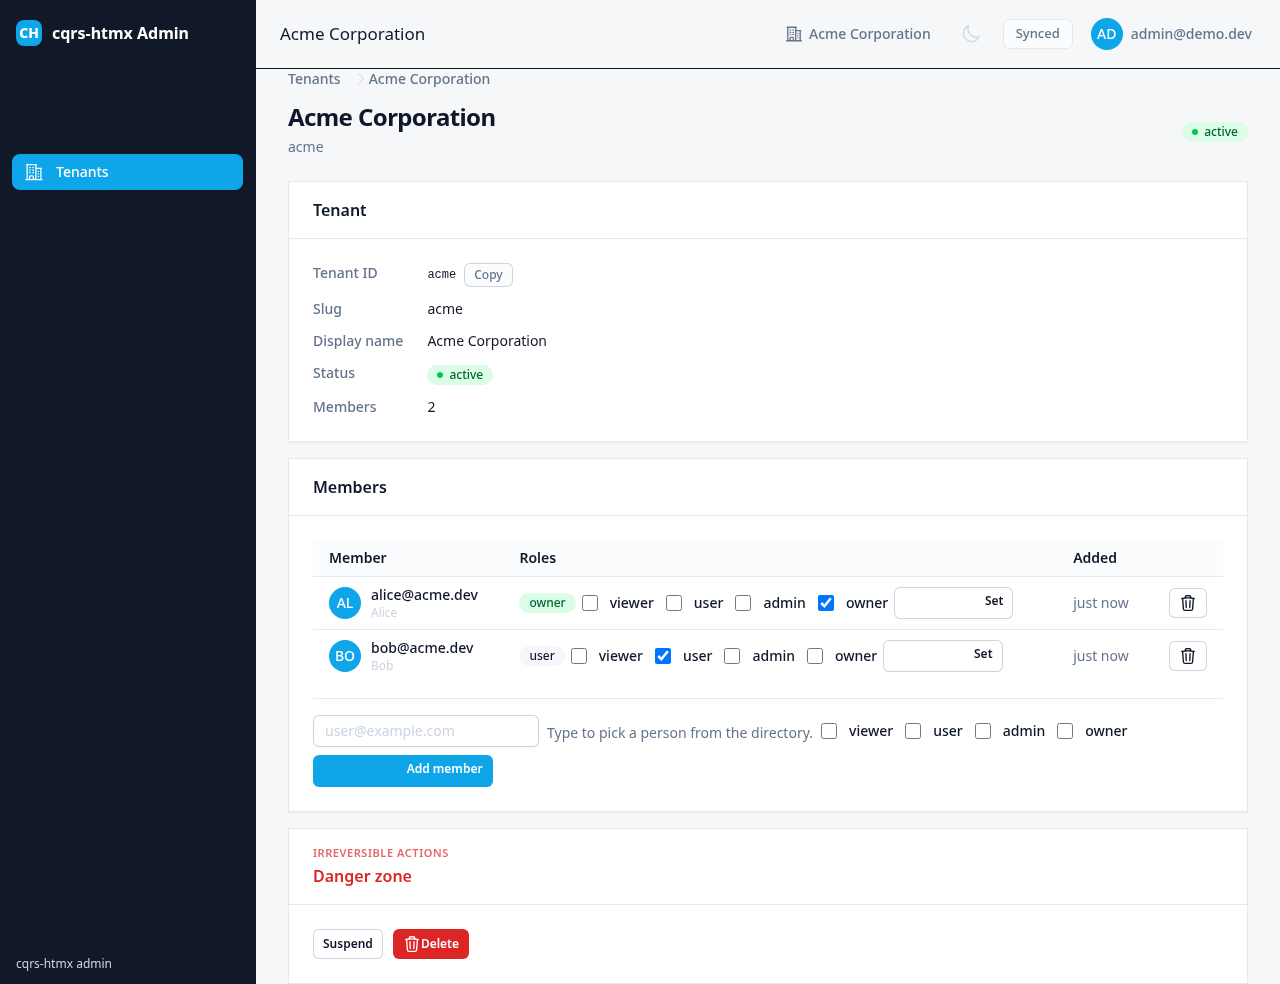 CH cqrs-htmx Admin
Tenants
cqrs-htmx admin
Acme Corporation
Acme Corporation
Synced
AD admin@demo.dev
Tenants Acme Corporation
Acme Corporation
acme
active
Tenant
Tenant ID acme Copy
Slug acme
Display name Acme Corporation
Status active
Members 2
Members
Member Roles Added
AL alice@acme.dev
Alice
owner viewer user admin owner Set just now
BO bob@acme.dev
Bob
user viewer user admin owner Set just now
user@example.com Type to pick a person from the directory. viewer user admin owner
Add member
IRREVERSIBLE ACTIONS
Danger zone
Suspend Delete